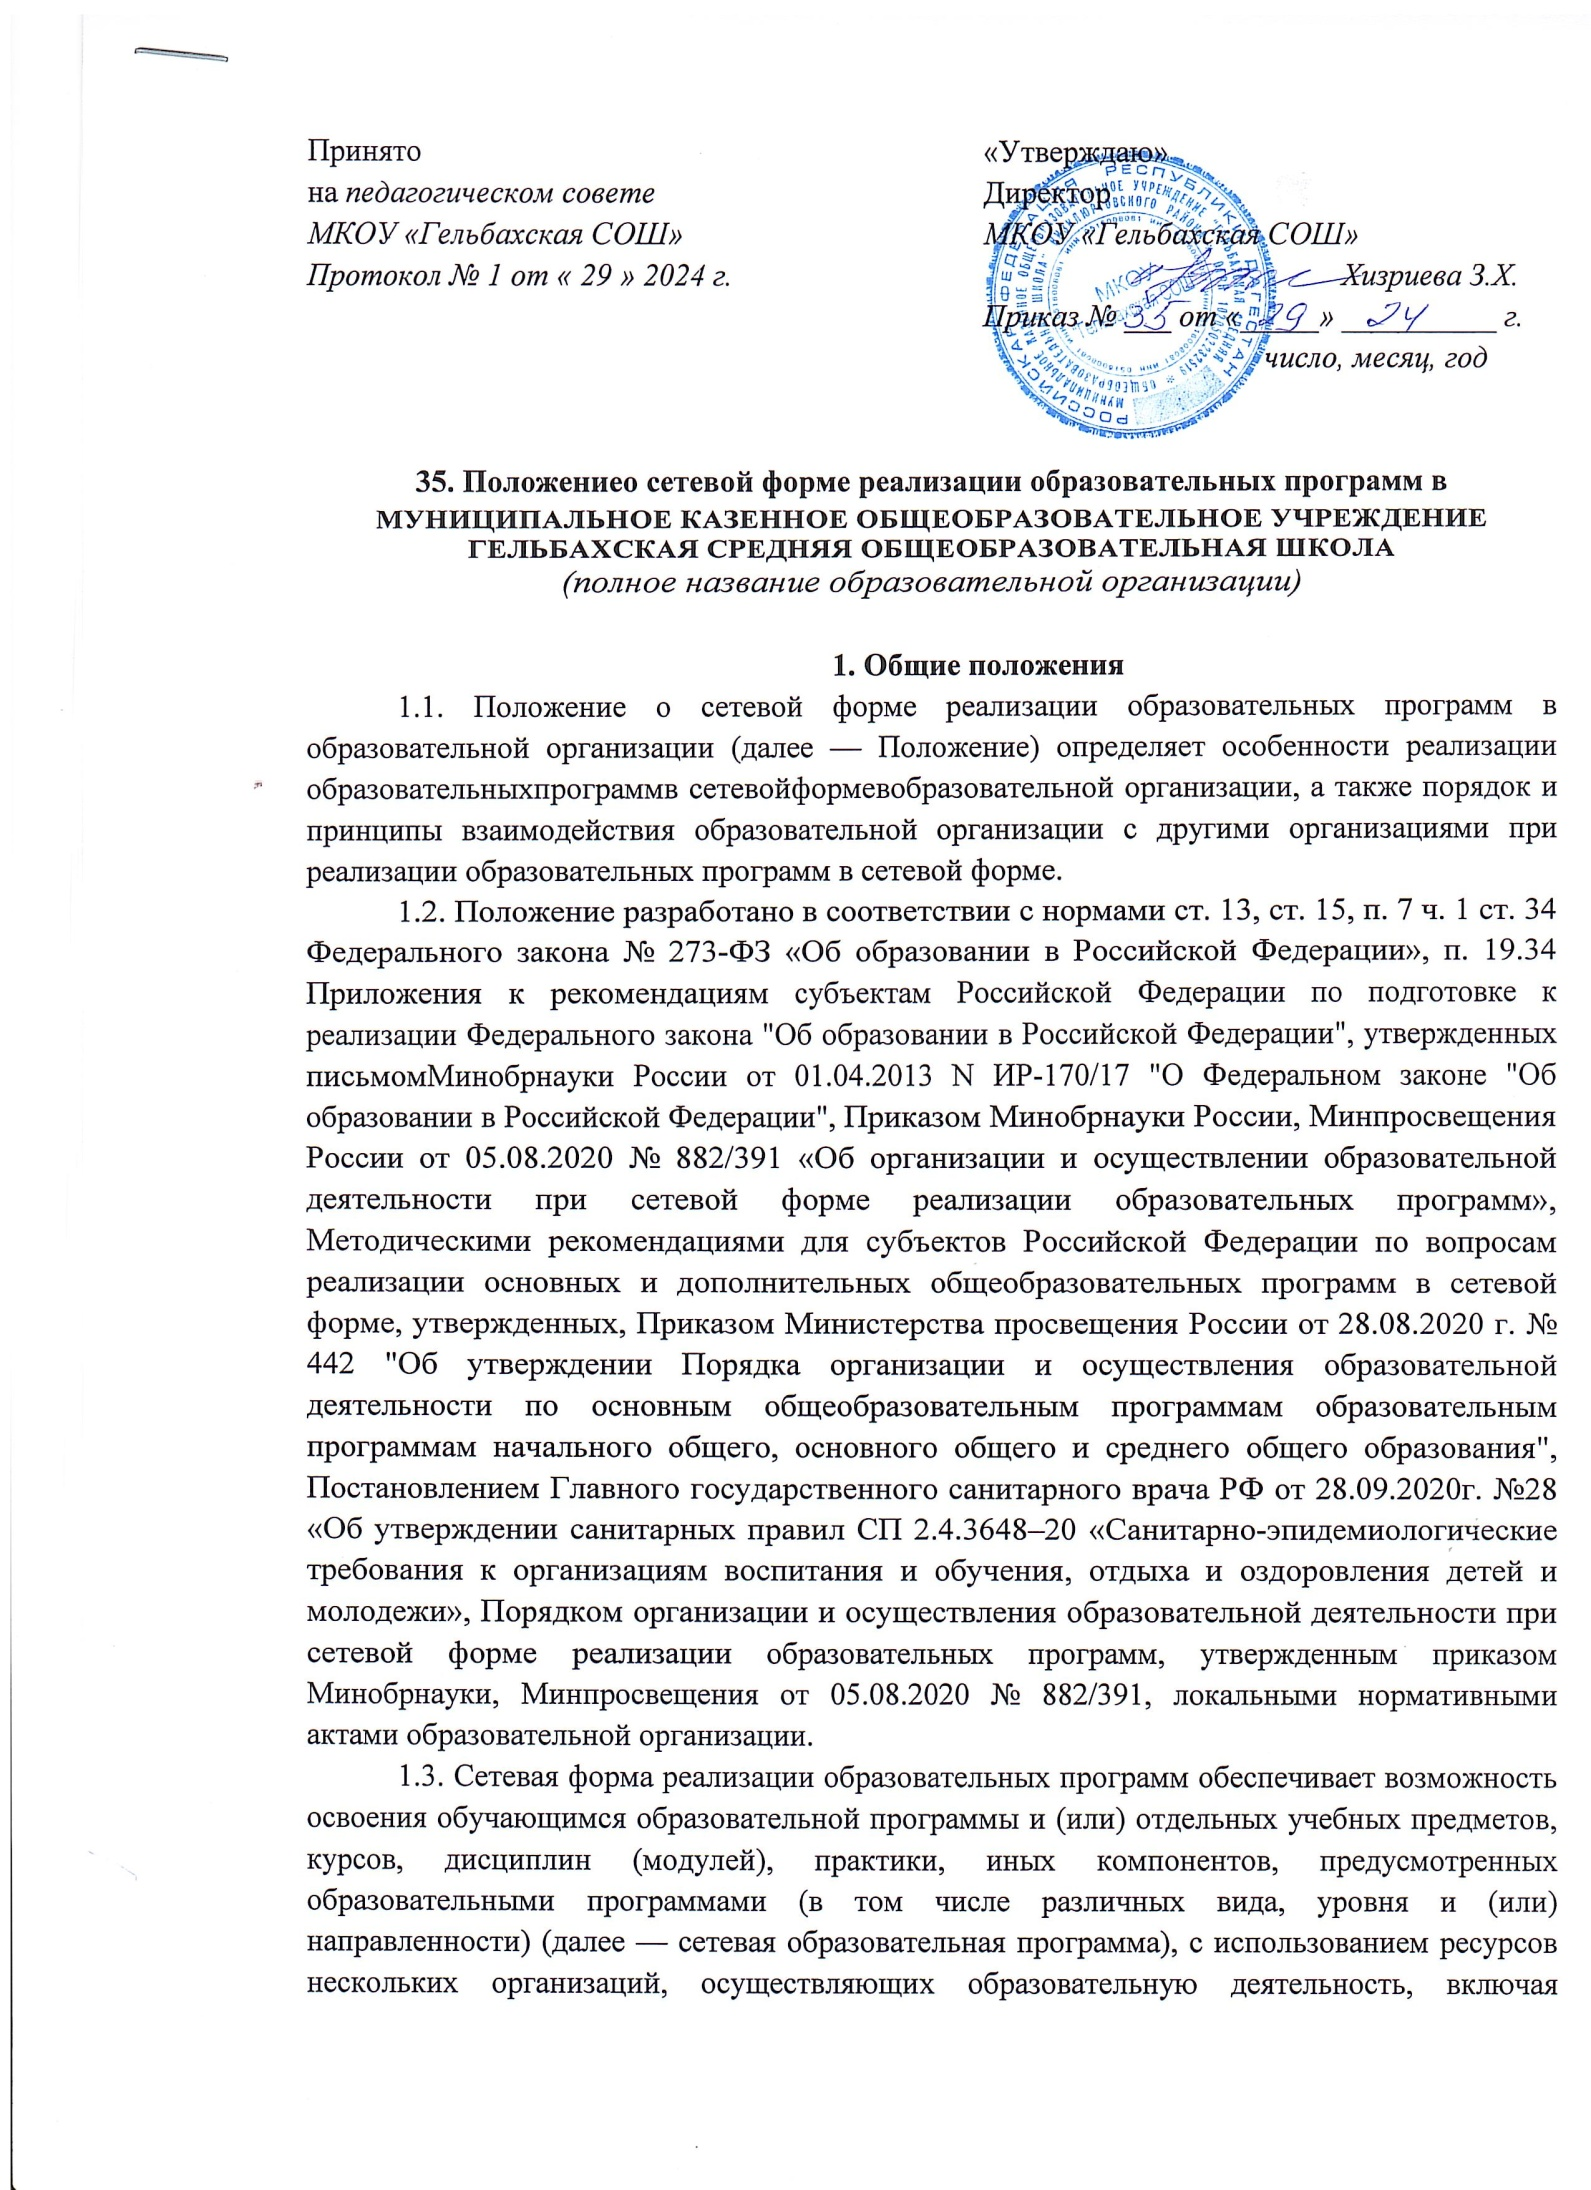 Принято
на педагогическом совете
МКОУ «Гельбахская СОШ»
Протокол № 1 от « 29 » 2024 г.
«Утверждаю»
Директор
МКОУ «Гельбахская СОШ»
Хизриева З.Х.
Приказ № 35 от « 29 » 24 г.
число, месяц, год
РОССИЙСКАЯ ФЕДЕРАЦИЯ РЕСПУБЛИКИ ДАГЕСТАН
МКОУ
35. Положениео сетевой форме реализации образовательных программ в
МУНИЦИПАЛЬНОЕ КАЗЕННОЕ ОБЩЕОБРАЗОВАТЕЛЬНОЕ УЧРЕЖДЕНИЕ
ГЕЛЬБАХСКАЯ СРЕДНЯЯ ОБЩЕОБРАЗОВАТЕЛЬНАЯ ШКОЛА
(полное название образовательной организации)
1. Общие положения
1.1. Положение о сетевой форме реализации образовательных программ в
образовательной организации (далее — Положение) определяет особенности реализации
образовательныхпрограммв сетевойформевобразовательной организации, а также порядок и
принципы взаимодействия образовательной организации с другими организациями при
реализации образовательных программ в сетевой форме.
1.2. Положение разработано в соответствии с нормами ст. 13, ст. 15, п. 7 ч. 1 ст. 34
Федерального закона № 273-ФЗ «Об образовании в Российской Федерации», п. 19.34
Приложения к рекомендациям субъектам Российской Федерации по подготовке к
реализации Федерального закона "Об образовании в Российской Федерации", утвержденных
письмомМинобрнауки России от 01.04.2013 N ИР-170/17 "О Федеральном законе "Об
образовании в Российской Федерации", Приказом Минобрнауки России, Минпросвещения
России от 05.08.2020 № 882/391 «Об организации и осуществлении образовательной
деятельности при сетевой форме реализации образовательных программ»,
Методическими рекомендациями для субъектов Российской Федерации по вопросам
реализации основных и дополнительных общеобразовательных программ в сетевой
форме, утвержденных, Приказом Министерства просвещения России от 28.08.2020 г. №
442 "Об утверждении Порядка организации и осуществления образовательной
деятельности по основным общеобразовательным программам образовательным
программам начального общего, основного общего и среднего общего образования",
Постановлением Главного государственного санитарного врача РФ от 28.09.2020г. №28
«Об утверждении санитарных правил СП 2.4.3648–20 «Санитарно-эпидемиологические
требования к организациям воспитания и обучения, отдыха и оздоровления детей и
молодежи», Порядком организации и осуществления образовательной деятельности при
сетевой форме реализации образовательных программ, утвержденным приказом
Минобрнауки, Минпросвещения от 05.08.2020 № 882/391, локальными нормативными
актами образовательной организации.
1.3. Сетевая форма реализации образовательных программ обеспечивает возможность
освоения обучающимся образовательной программы и (или) отдельных учебных предметов,
курсов, дисциплин (модулей), практики, иных компонентов, предусмотренных
образовательными программами (в том числе различных вида, уровня и (или)
направленности) (далее — сетевая образовательная программа), с использованием ресурсов
нескольких организаций, осуществляющих образовательную деятельность, включая